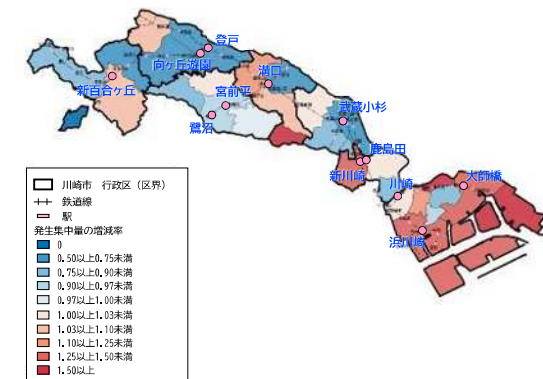 登戸
向ヶ丘遊園
溝口
新百合ヶ丘
宮前平
武蔵小杉
鷺沼
鹿島田
新川崎
川崎
大師橋
浜川崎
川崎市 行政区（区界）
鉄道線
駅
発生集中量の増減率
0
0.50以上0.75未満
0.75以上0.90未満
0.90以上0.97未満
0.97以上1.00未満
1.00以上1.03未満
1.03以上1.10未満
1.10以上1.25未満
1.25以上1.50未満
1.50以上